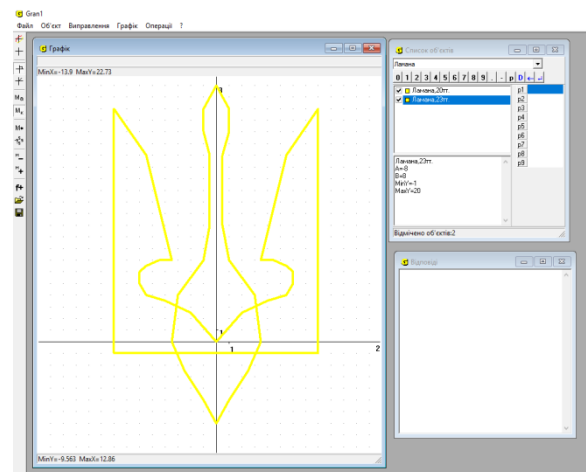 Gran1
Файл Об'єкт Виправлення Графік Операції ?
Графік
MinX=-13.9 MaxY=22.73
1
1
2
MinY=-9.563 MaxX=12.86
Список об'єктів
Ламана
0 1 2 3 4 5 6 7 8 9 . - p D
Ламана,20тт.
Ламана,23тт.
p1
p2
p3
p4
p5
p6
p7
p8
p9
Ламана,23тт.
A=-8
B=8
MinY=-1
MaxY=20
Відмічено об'єктів:2
Відповіді